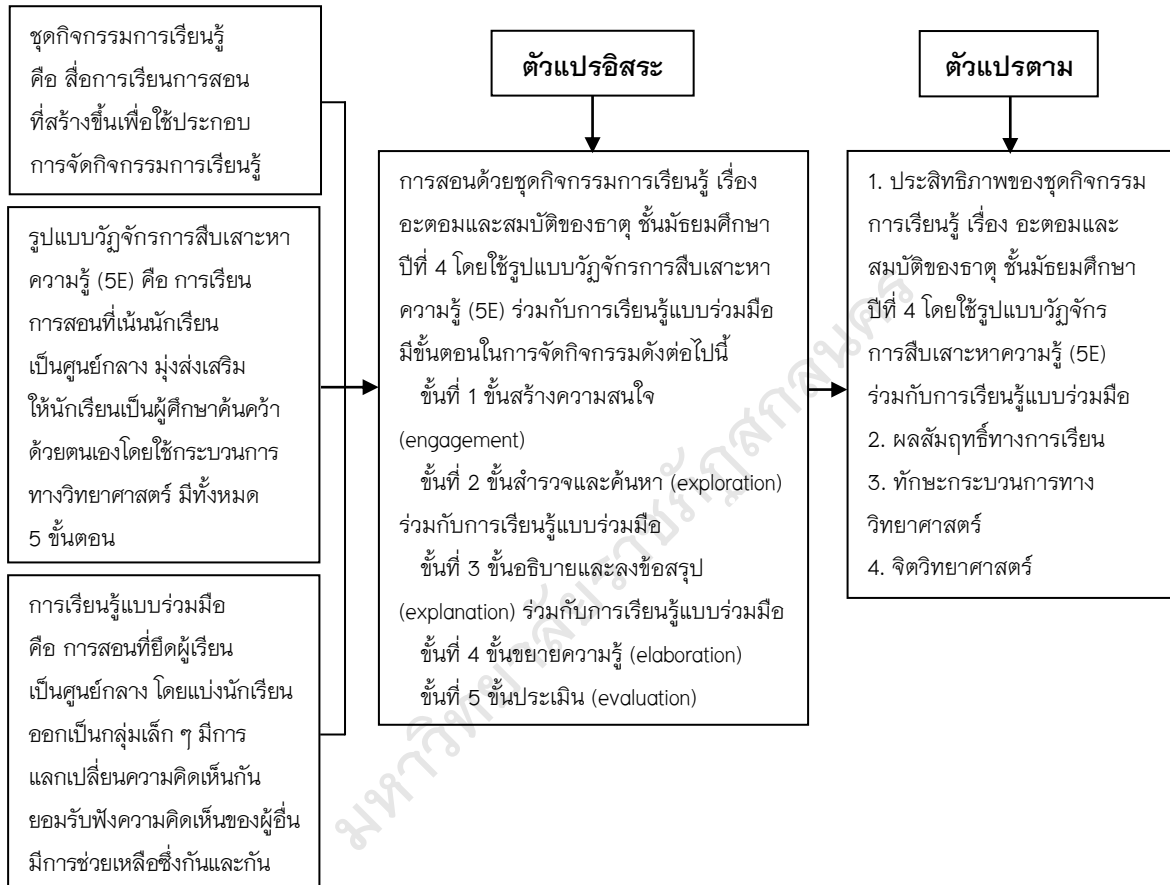 ชุดกิจกรรมการเรียนรู้
คือ สื่อการเรียนการสอน
ที่สร้างขึ้นเพื่อใช้ประกอบ
การจัดกิจกรรมการเรียนรู้
รูปแบบวัฏจักรการสืบเสาะหา
ความรู้ (5E) คือ การเรียน
การสอนที่เน้นนักเรียน
เป็นศูนย์กลาง มุ่งส่งเสริม
ให้นักเรียนเป็นผู้ศึกษาค้นคว้า
ด้วยตนเองโดยใช้กระบวนการ
ทางวิทยาศาสตร์ มีทั้งหมด
5 ขั้นตอน
การเรียนรู้แบบร่วมมือ
คือ การสอนที่ยึดผู้เรียน
เป็นศูนย์กลาง โดยแบ่งนักเรียน
ออกเป็นกลุ่มเล็ก ๆ มีการ
แลกเปลี่ยนความคิดเห็นกัน
ยอมรับฟังความคิดเห็นของผู้อื่น
มีการช่วยเหลือซึ่งกันและกัน
ตัวแปรอิสระ
การสอนด้วยชุดกิจกรรมการเรียนรู้ เรื่อง
อะตอมและสมบัติของธาตุ ชั้นมัธยมศึกษา
ปีที่ 4 โดยใช้รูปแบบวัฏจักรการสืบเสาะหา
ความรู้ (5E) ร่วมกับการเรียนรู้แบบร่วมมือ
มีขั้นตอนในการจัดกิจกรรมดังต่อไปนี้
ขั้นที่ 1 ขั้นสร้างความสนใจ
(engagement)
ขั้นที่ 2 ขั้นสำรวจและค้นหา (exploration)
ร่วมกับการเรียนรู้แบบร่วมมือ
ขั้นที่ 3 ขั้นอธิบายและลงข้อสรุป
(explanation) ร่วมกับการเรียนรู้แบบร่วมมือ
ขั้นที่ 4 ขั้นขยายความรู้ (elaboration)
ขั้นที่ 5 ขั้นประเมิน (evaluation)
ตัวแปรตาม
1. ประสิทธิภาพของชุดกิจกรรม
การเรียนรู้ เรื่อง อะตอมและ
สมบัติของธาตุ ชั้นมัธยมศึกษา
ปีที่ 4 โดยใช้รูปแบบวัฏจักร
การสืบเสาะหาความรู้ (5E)
ร่วมกับการเรียนรู้แบบร่วมมือ
2. ผลสัมฤทธิ์ทางการเรียน
3. ทักษะกระบวนการทาง
วิทยาศาสตร์
4. จิตวิทยาศาสตร์
มหาวิทยาลัยราชภัฏสกลนคร